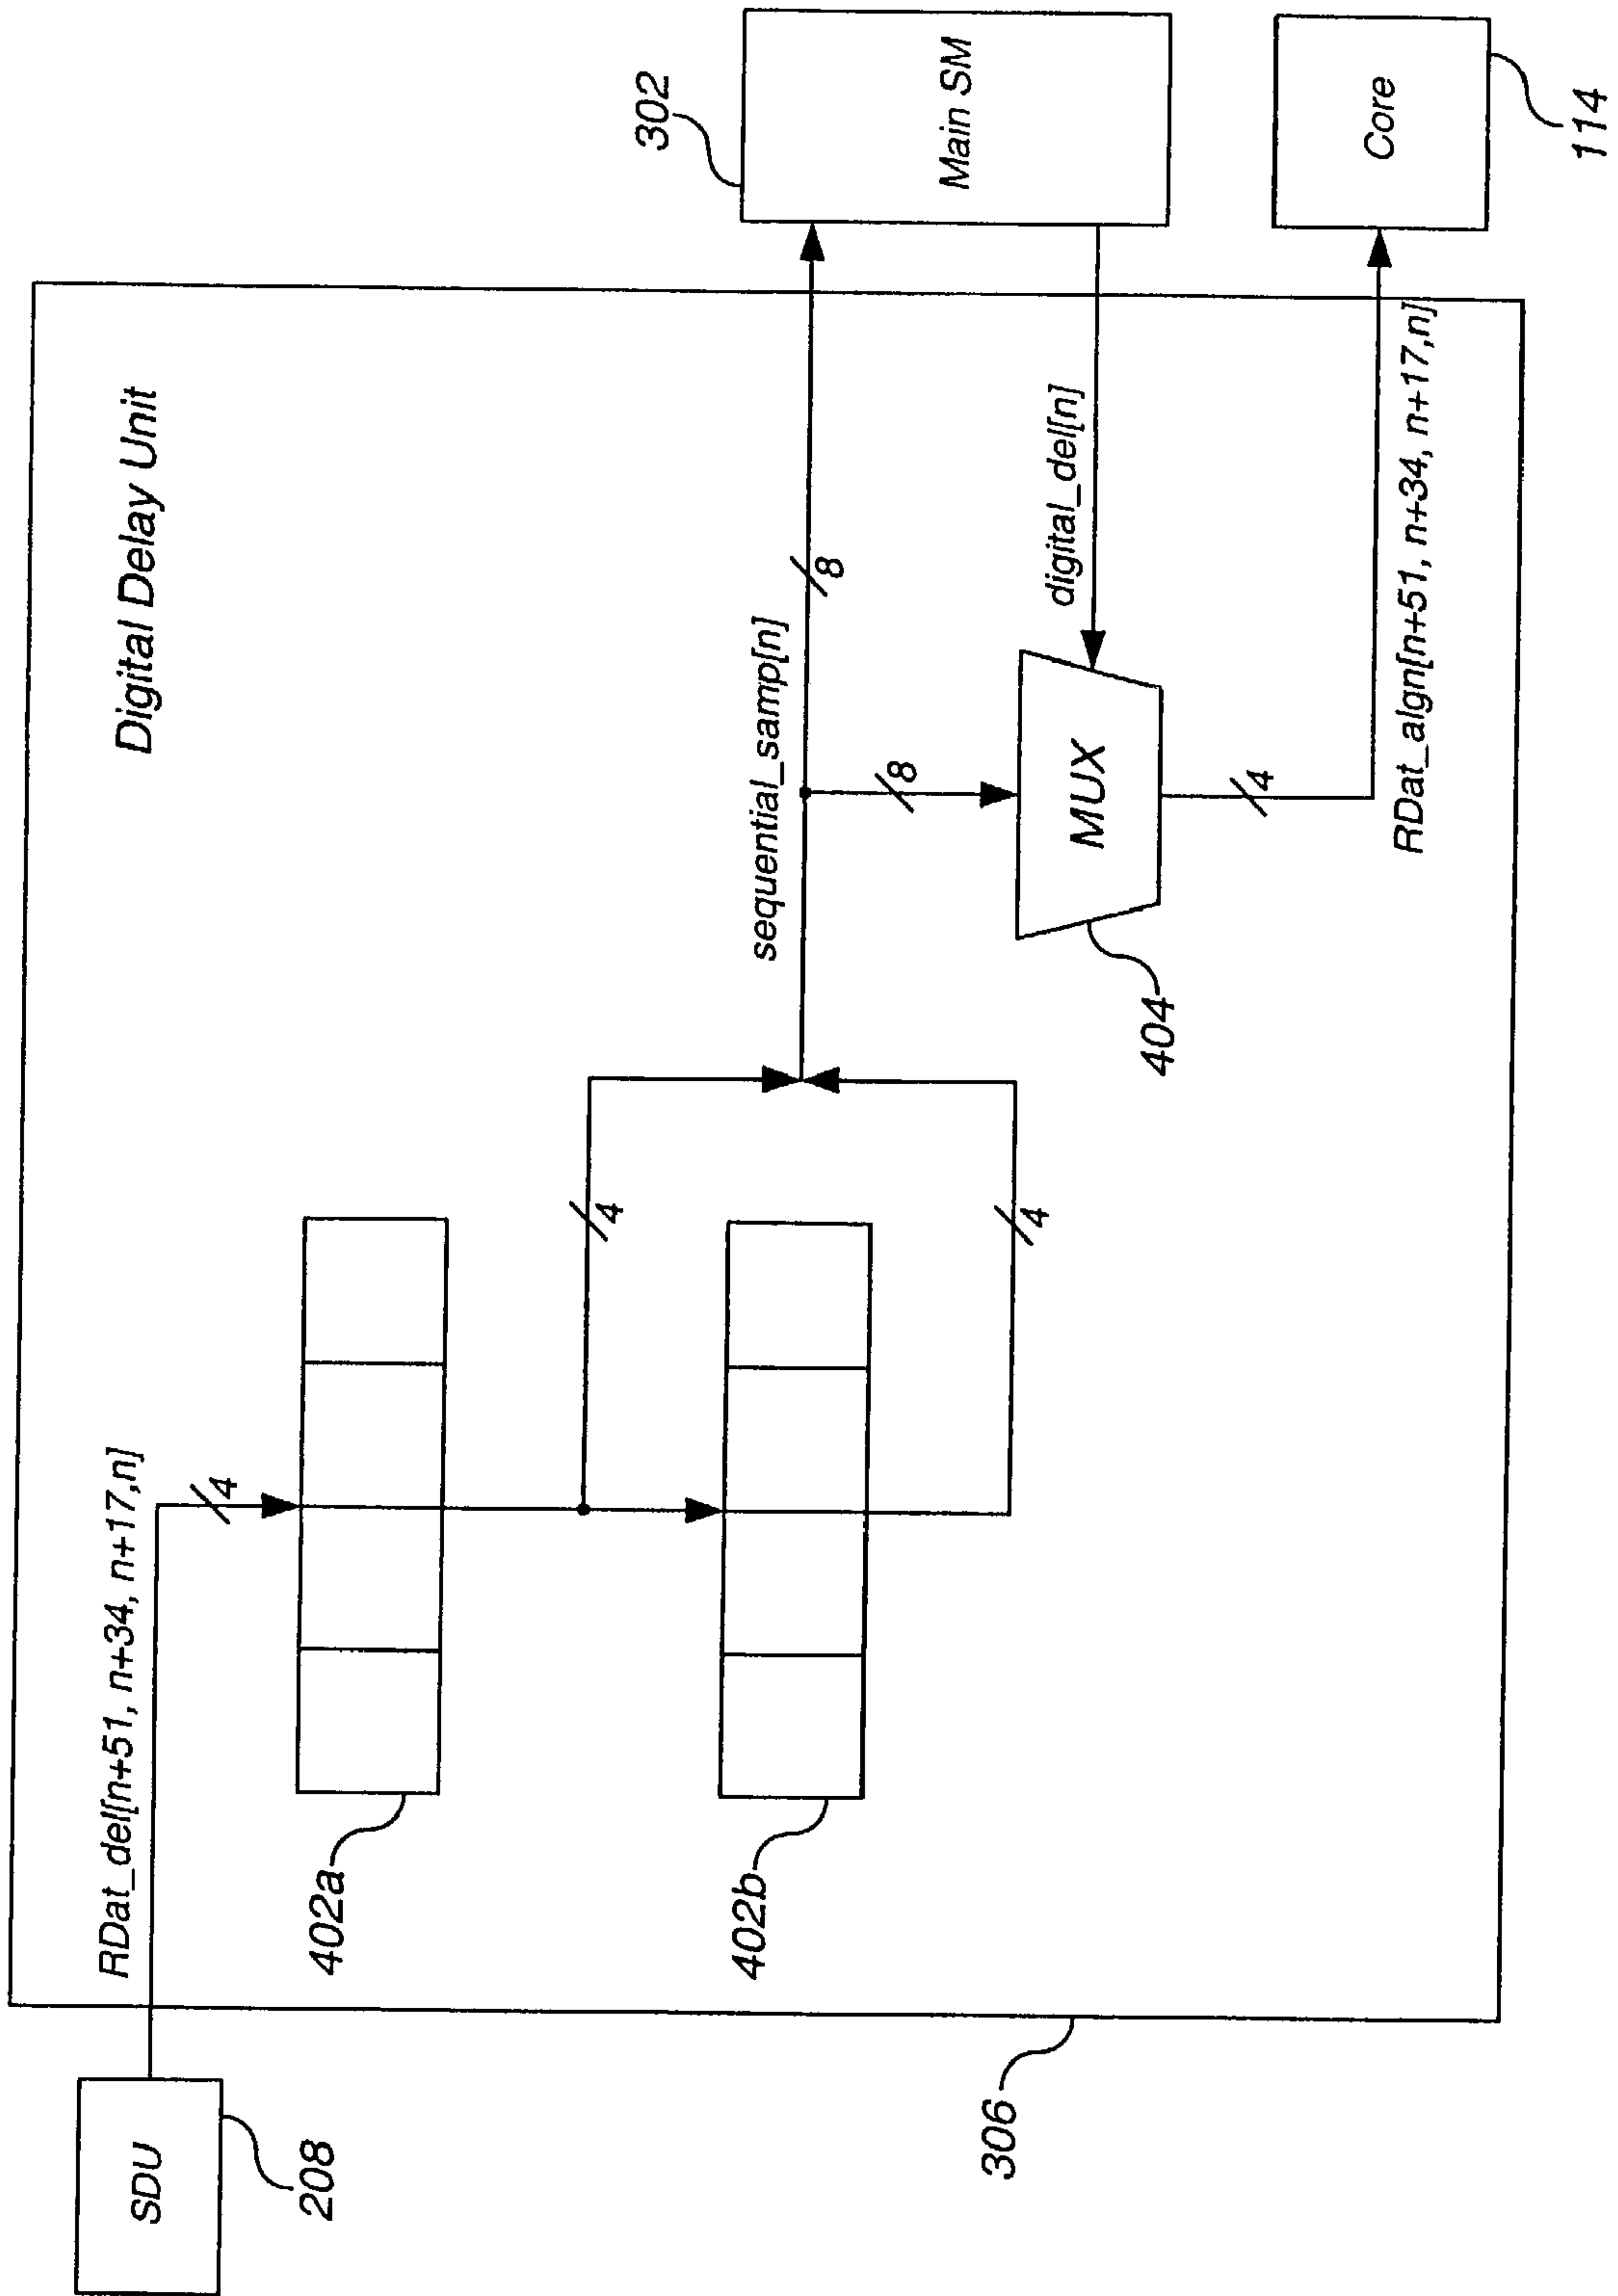 Digital Delay Unit
SDU
208
RDat_del[n+51, n+34, n+17,n]
4
402a
4
402b
4
sequential_samp[n]
8
302
Main SM
8
digital_del[n]
MUX
404
4
RDat_algn[n+51, n+34, n+17,n]
Core
114
306